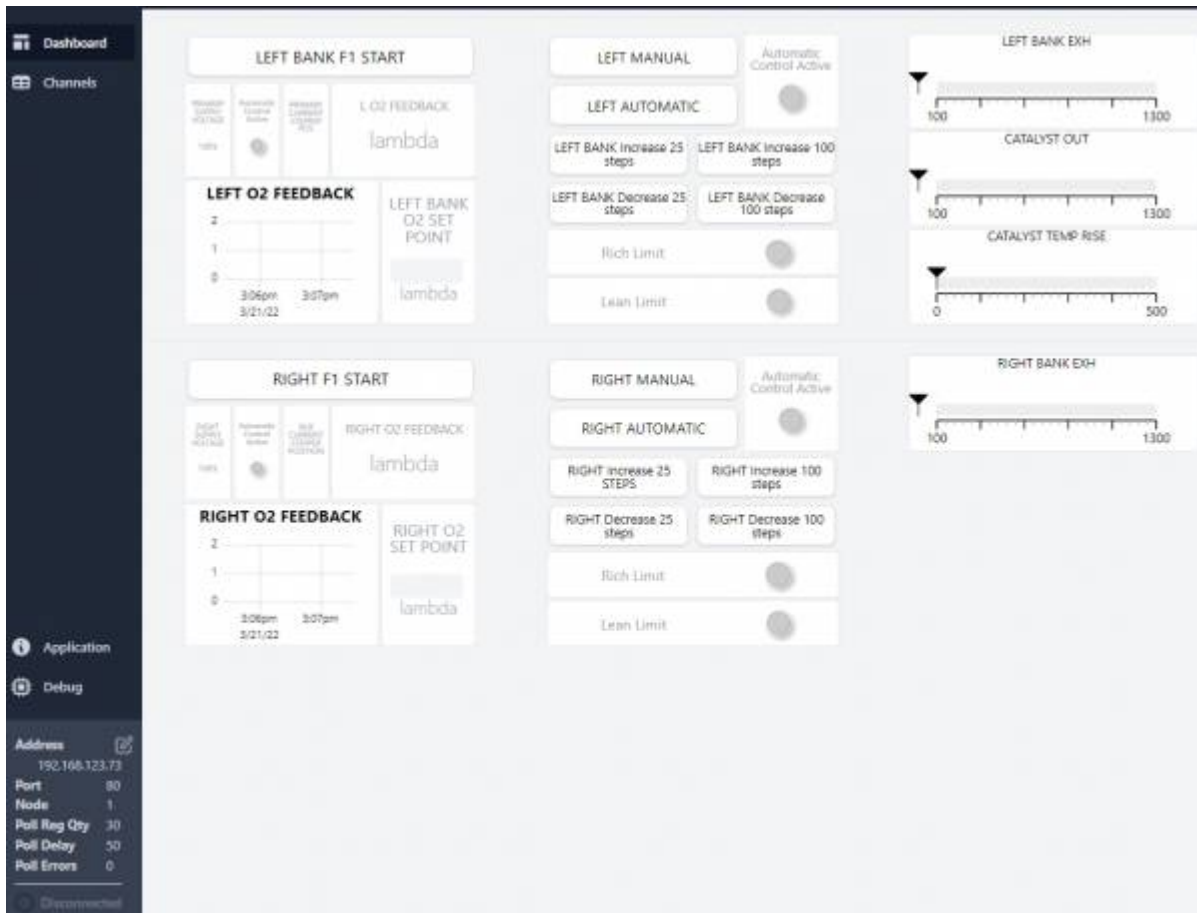 Dashboard
Channels
LEFT BANK F1 START
L O2 FEEDBACK
lambda
LEFT O2 FEEDBACK
2
1
0
3:06pm 3:07pm
3/21/22
LEFT BANK
O2 SET
POINT
lambda
LEFT MANUAL
Automatic
Control Active
LEFT AUTOMATIC
LEFT BANK Increase 25
steps
LEFT BANK Increase 100
steps
LEFT BANK Decrease 25
steps
LEFT BANK Decrease
100 steps
Rich Limit
Lean Limit
LEFT BANK EXH
100 1300
CATALYST OUT
100 1300
CATALYST TEMP RISE
0 500
RIGHT F1 START
RIGHT O2 FEEDBACK
lambda
RIGHT O2 FEEDBACK
2
1
0
3:06pm 3:07pm
3/21/22
RIGHT O2
SET POINT
lambda
RIGHT MANUAL
Automatic
Control Active
RIGHT AUTOMATIC
RIGHT Increase 25
STEPS
RIGHT Increase 100
steps
RIGHT Decrease 25
steps
RIGHT Decrease 100
steps
Rich Limit
Lean Limit
RIGHT BANK EXH
100 1300
Application
Debug
Address
192.168.123.73
Port 80
Node 1
Poll Reg Qty 30
Poll Delay 50
Poll Errors 0
Disconnected